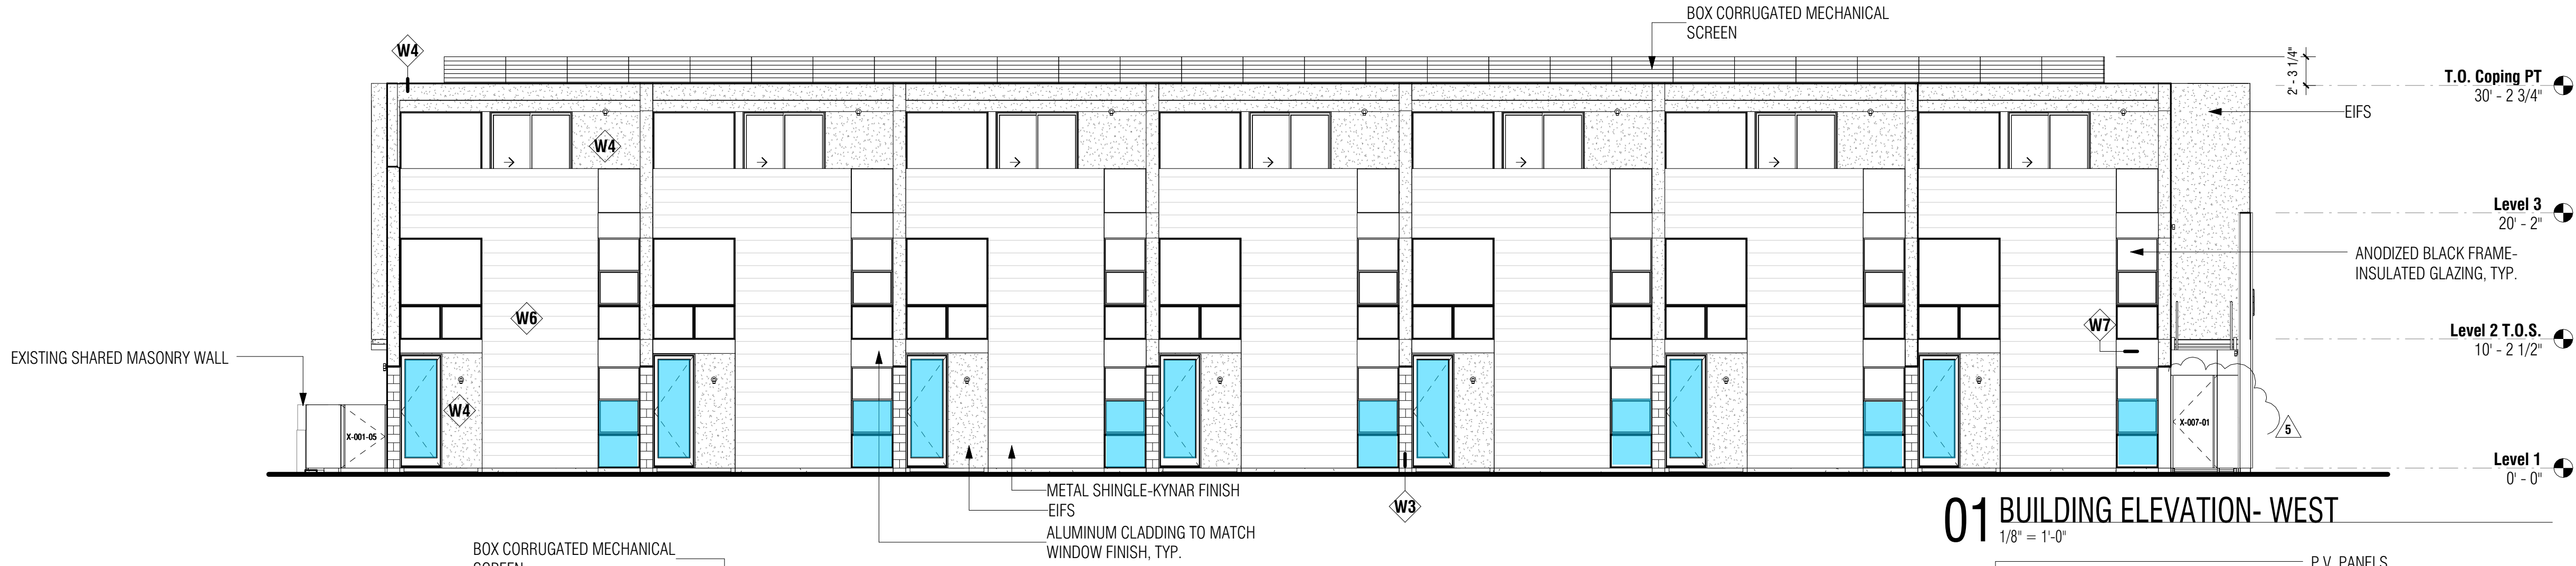 BOX CORRUGATED MECHANICAL
SCREEN
W4
2' - 3 1/4"
T.O. Coping PT
30' - 2 3/4"
EIFS
W4
Level 3
20' - 2"
ANODIZED BLACK FRAME-
INSULATED GLAZING, TYP.
W6
W7
Level 2 T.O.S.
10' - 2 1/2"
EXISTING SHARED MASONRY WALL
W4
X-001-05
X-007-01
5
Level 1
0' - 0"
METAL SHINGLE-KYNAR FINISH
EIFS
W3
ALUMINUM CLADDING TO MATCH
WINDOW FINISH, TYP.
01 BUILDING ELEVATION- WEST
1/8" = 1'-0"
BOX CORRUGATED MECHANICAL
SCREEN
P.V. PANELS